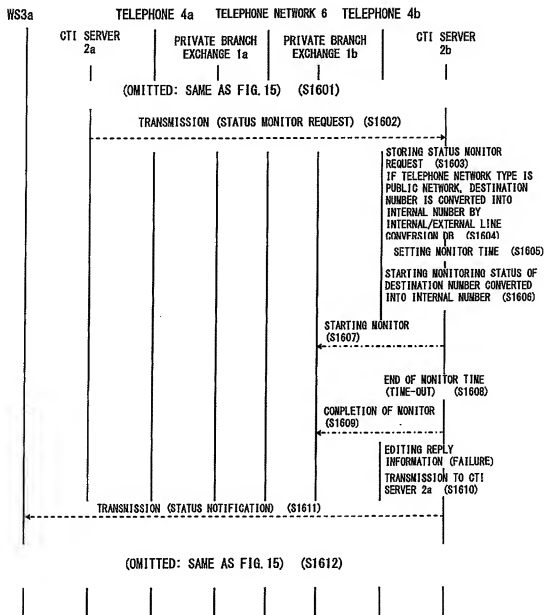 WS3a TELEPHONE 4a TELEPHONE NETWORK 6 TELEPHONE 4b
CTI SERVER
2a
PRIVATE BRANCH
EXCHANGE 1a
PRIVATE BRANCH
EXCHANGE 1b
CTI SERVER
2b
(OMITTED: SAME AS FIG.15) (S1601)
TRANSMISSION (STATUS MONITOR REQUEST) (S1602)
STORING STATUS MONITOR
REQUEST (S1603)
IF TELEPHONE NETWORK TYPE IS
PUBLIC NETWORK, DESTINATION
NUMBER IS CONVERTED INTO
INTERNAL NUMBER BY
INTERNAL/EXTERNAL LINE
CONVERSION DB (S1604)
SETTING MONITOR TIME (S1605)
STARTING MONITORING STATUS OF
DESTINATION NUMBER CONVERTED
INTO INTERNAL NUMBER (S1606)
STARTING MONITOR
(S1607)
END OF MONITOR TIME
(TIME-OUT) (S1608)
COMPLETION OF MONITOR
(S1609)
EDITING REPLY
INFORMATION (FAILURE)
TRANSMISSION TO CTI
SERVER 2a (S1610)
TRANSMISSION (STATUS NOTIFICATION) (S1611)
(OMITTED: SAME AS FIG.15) (S1612)